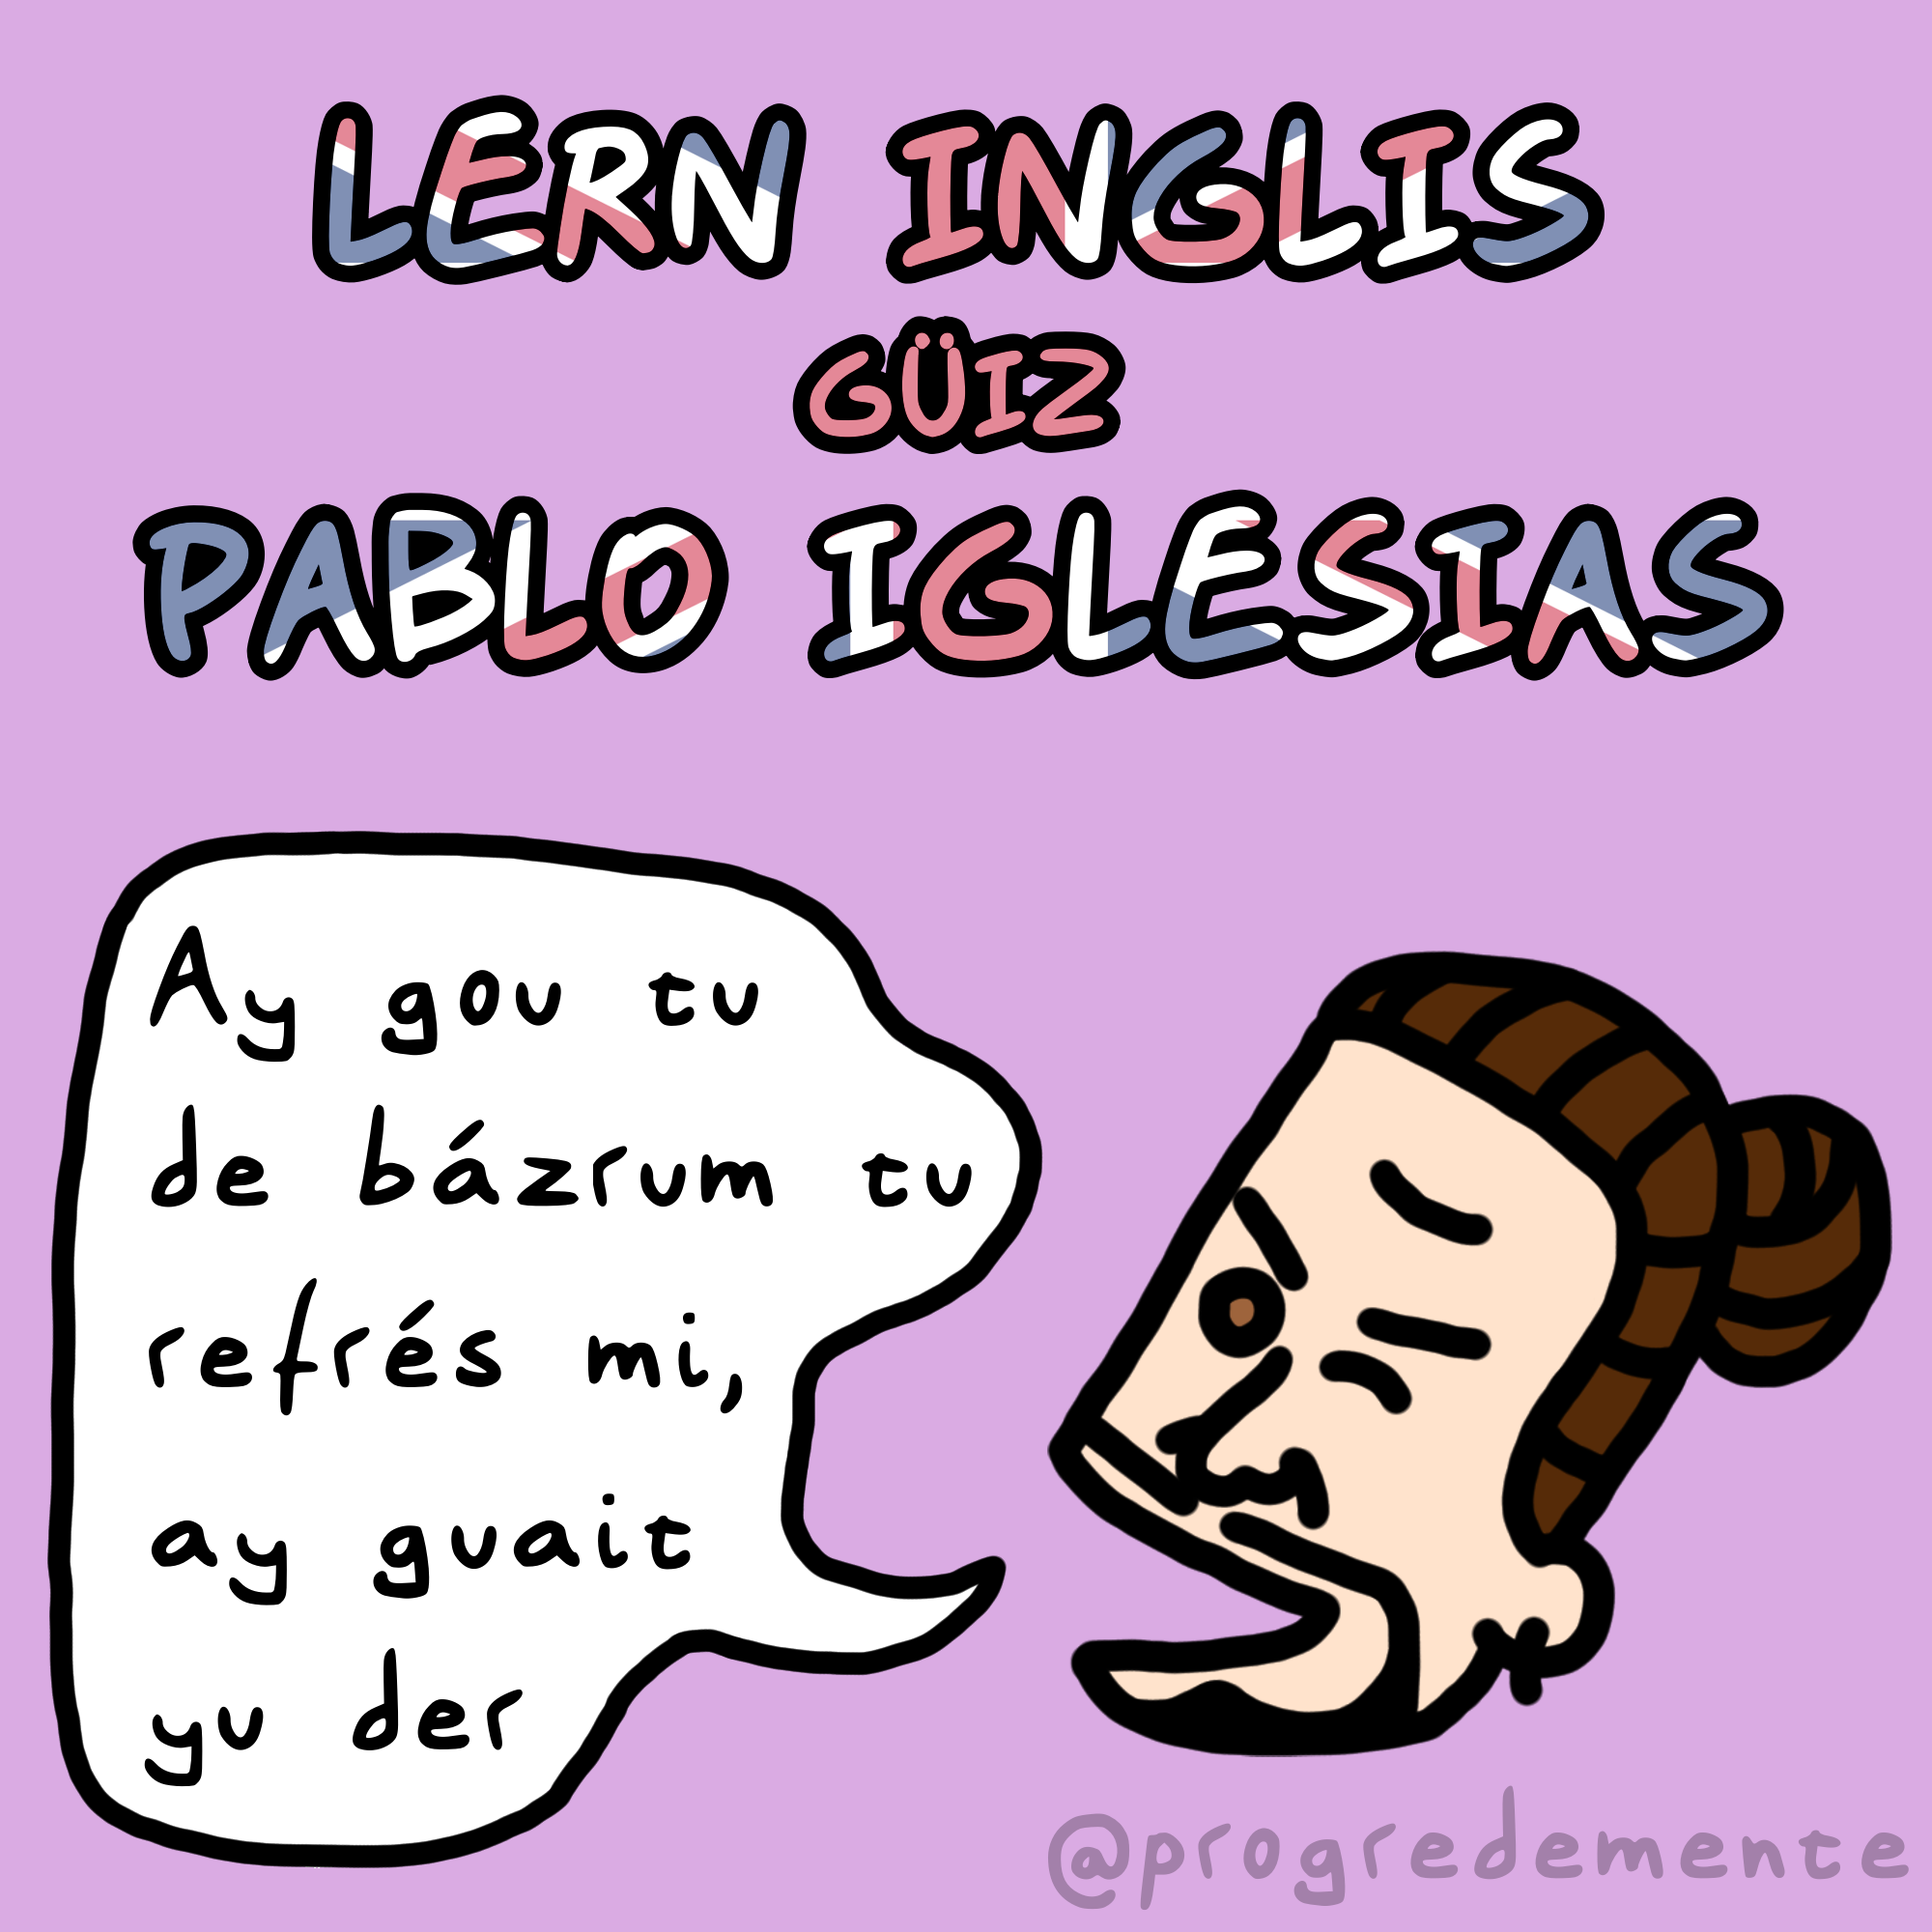 LERN INGLIS
GÜIZ
PABLO IGLESIAS
Ay gou tu
de bázrum tu
refrés mi,
ay guait
yu der
@progredemente